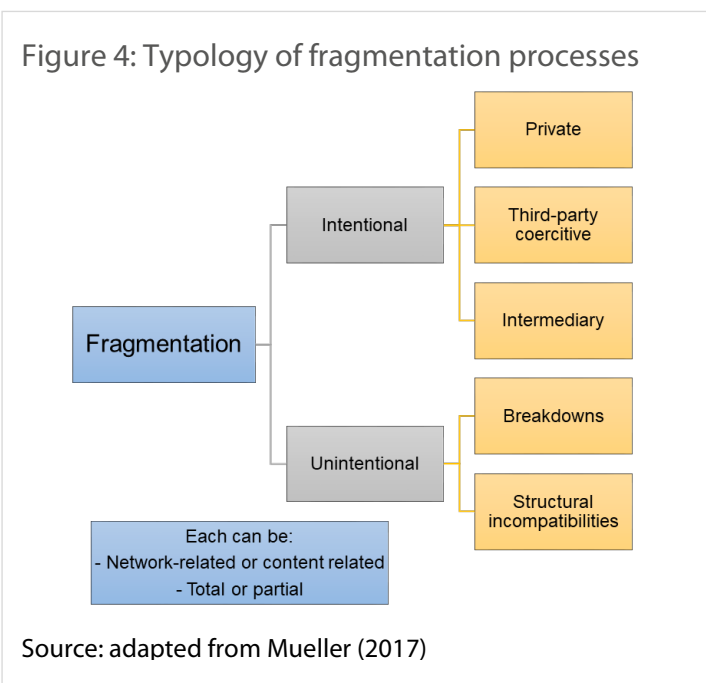 Figure 4: Typology of fragmentation processes
Private
Intentional
Third-party
coercitive
Intermediary
Fragmentation
Breakdowns
Unintentional
Structural
incompatibilities
Each can be:
- Network-related or content related
- Total or partial
Source: adapted from Mueller (2017)